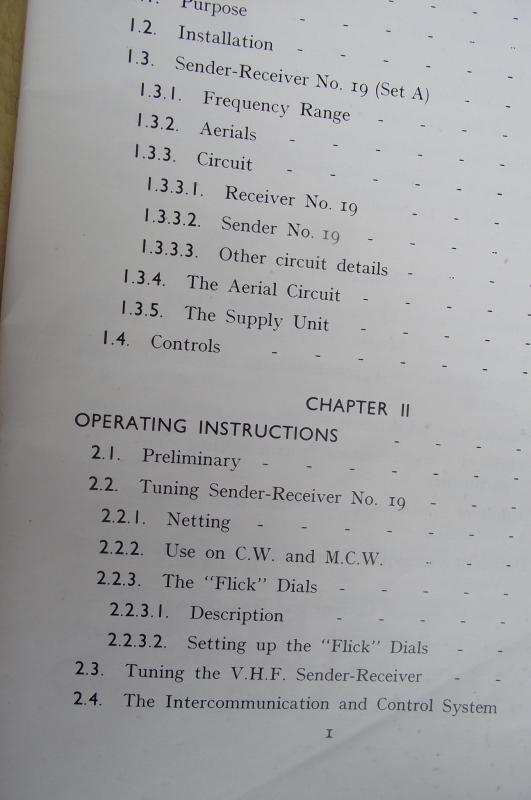 Purpose - - -
1.2. Installation - - - - - -
1.3. Sender-Receiver No. 19 (Set A) - -
1.3.1. Frequency Range - - - -
1.3.2. Aerials - - - - - -
1.3.3. Circuit - - - - - -
1.3.3.1. Receiver No. 19 - - -
1.3.3.2. Sender No. 19 - - - -
1.3.3.3. Other circuit details - - - -
1.3.4. The Aerial Circuit - - - - -
1.3.5. The Supply Unit - - - - -
1.4. Controls - - - - - - -
CHAPTER II
OPERATING INSTRUCTIONS - - - -
2.1. Preliminary - - - - - - -
2.2. Tuning Sender-Receiver No. 19 - - -
2.2.1. Netting - - - - - - -
2.2.2. Use on C.W. and M.C.W. - - -
2.2.3. The "Flick" Dials - - - - -
2.2.3.1. Description - - - - -
2.2.3.2. Setting up the "Flick" Dials - -
2.3. Tuning the V.H.F. Sender-Receiver - -
2.4. The Intercommunication and Control System
1